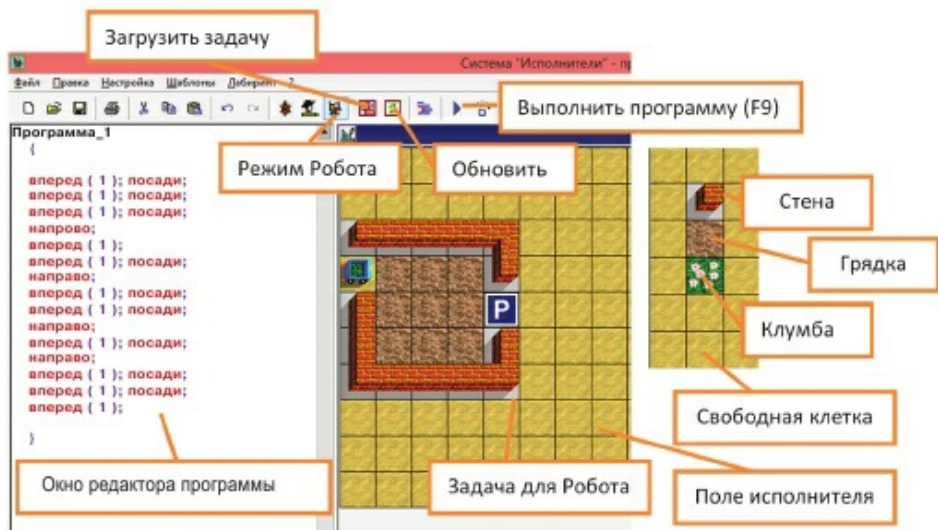 Загрузить задачу
Система "Исполнители" - пр
Файл Правка Настройка Шаблоны Лабиринт ?
Выполнить программу (F9)
Режим Робота
Обновить
Программа_1
{
вперед ( 1 ); посади;
вперед ( 1 ); посади;
вперед ( 1 ); посади;
напрово;
вперед ( 1 );
вперед ( 1 ); посади;
направо;
вперед ( 1 ); посади;
вперед ( 1 ); посади;
направо;
вперед ( 1 ); посади;
направо;
вперед ( 1 ); посади;
вперед ( 1 ); посади;
вперед ( 1 );
}
Стена
Грядка
P
Клумба
Свободная клетка
Окно редактора программы
Задача для Робота
Поле исполнителя